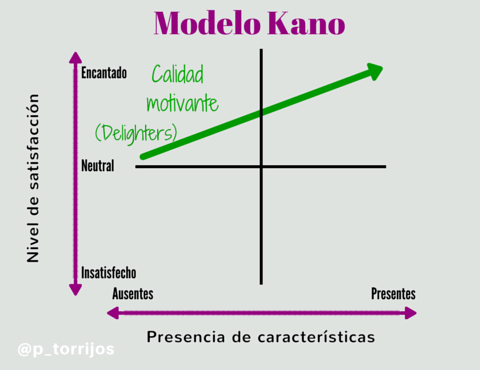 Modelo Kano
Encantado
Calidad
motivante
(Delighters)
Neutral
Nivel de satisfacción
Insatisfecho
Ausentes
Presentes
Presencia de características
@p_torrijos